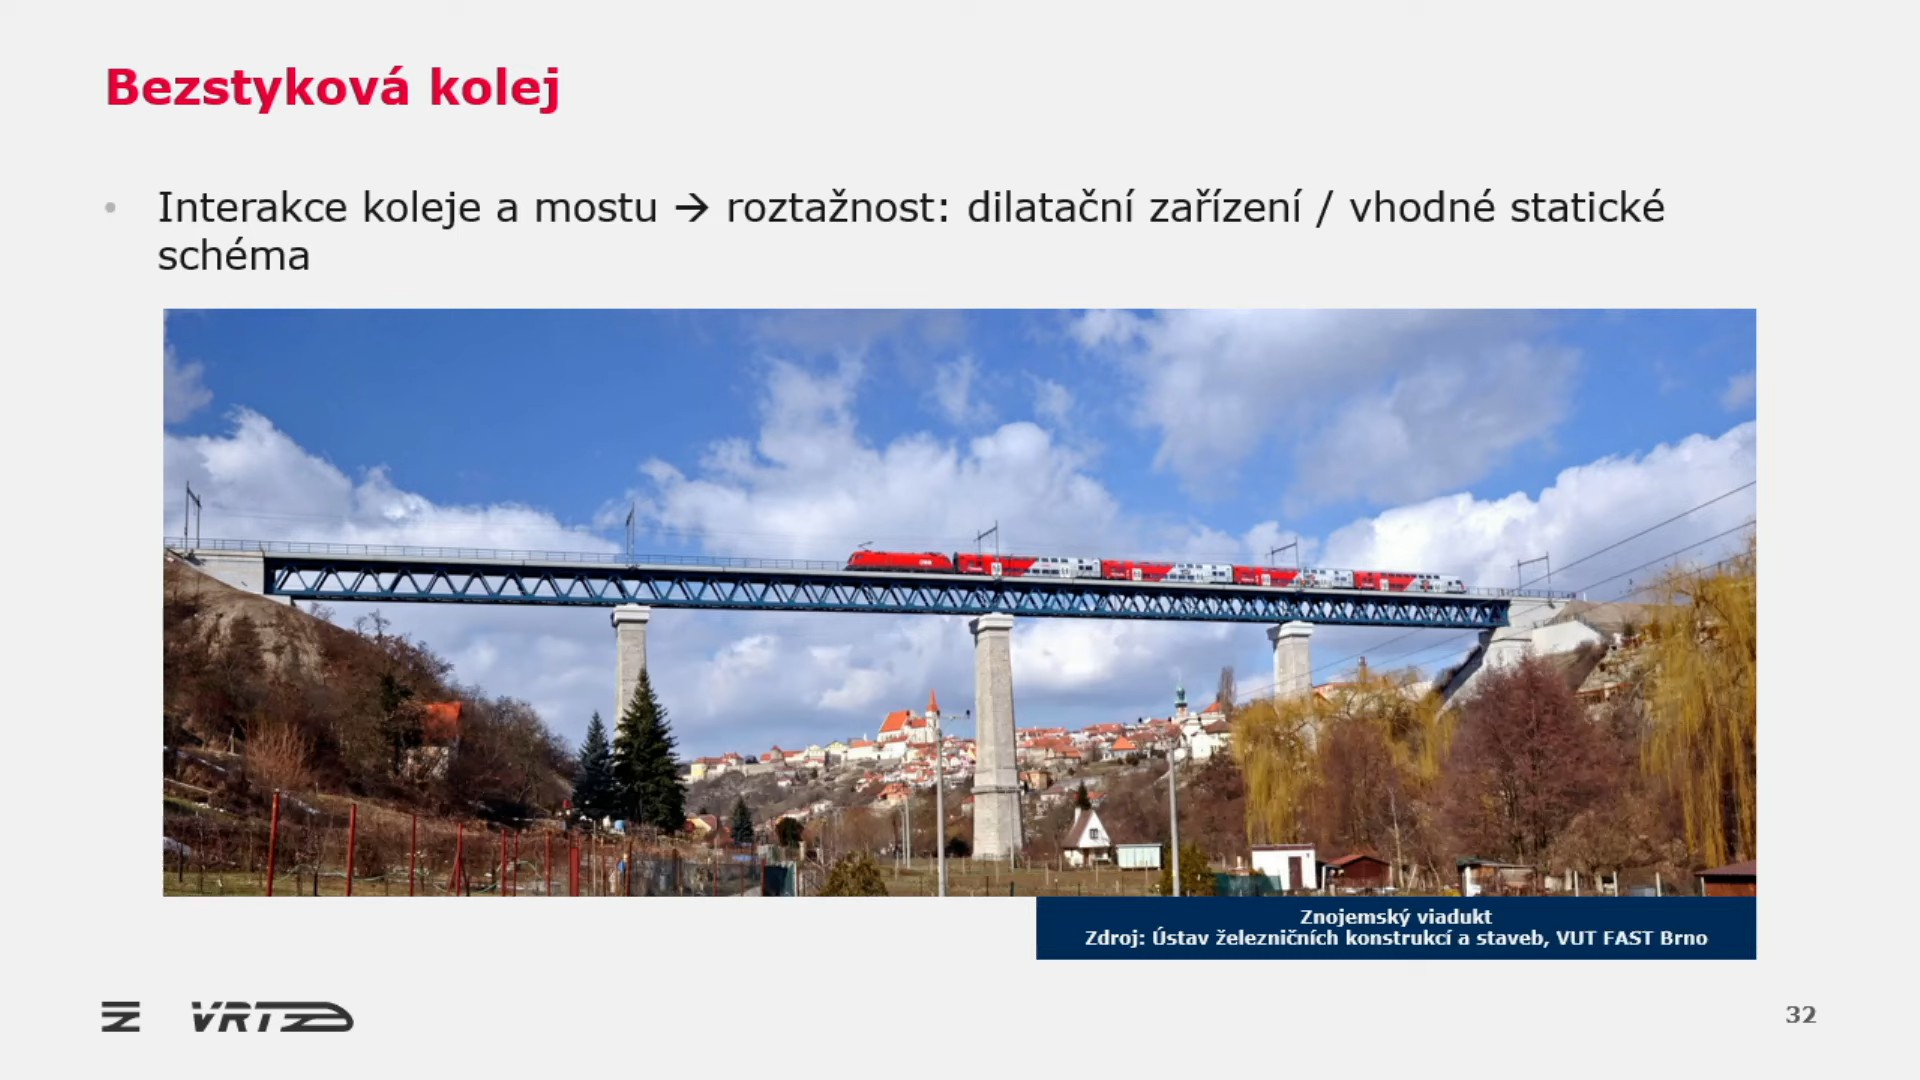 Bezstyková kolej
• Interakce koleje a mostu → roztažnost: dilatační zařízení / vhodné statické
schéma
Znojemský viadukt
Zdroj: Ústav železničních konstrukcí a staveb, VUT FAST Brno
VRT
32